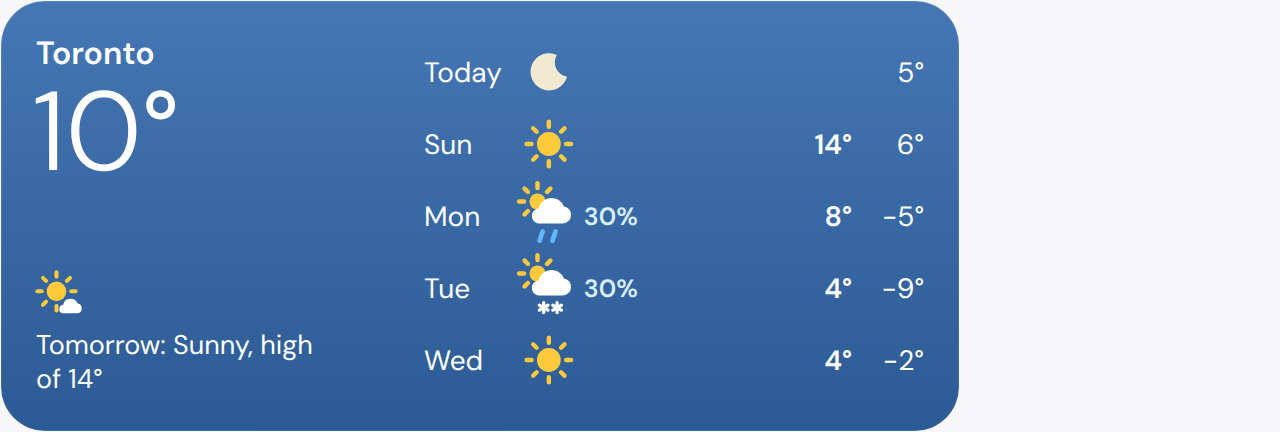 Toronto
10°
Tomorrow: Sunny, high
of 14°
Today 5°
Sun 14° 6°
Mon 30% 8° −5°
Tue 30% 4° −9°
Wed 4° −2°